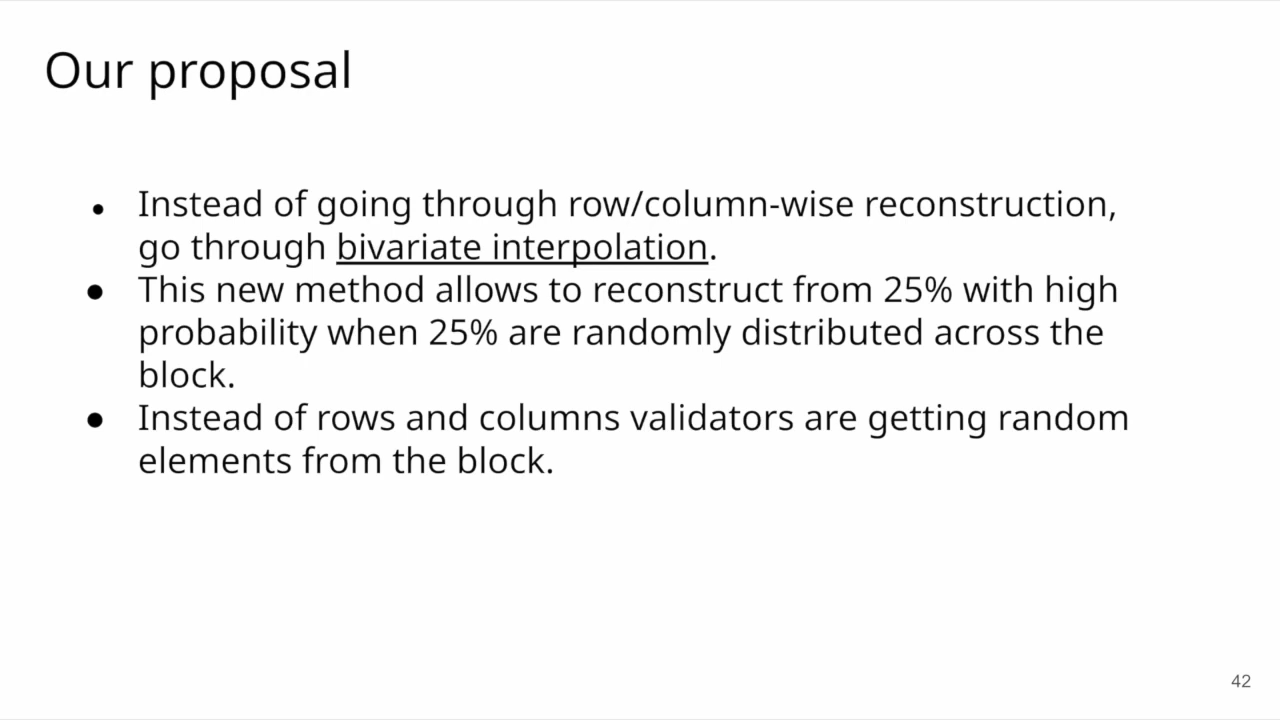 Our proposal
● Instead of going through row/column-wise reconstruction,
go through bivariate interpolation.
● This new method allows to reconstruct from 25% with high
probability when 25% are randomly distributed across the
block.
● Instead of rows and columns validators are getting random
elements from the block.
42